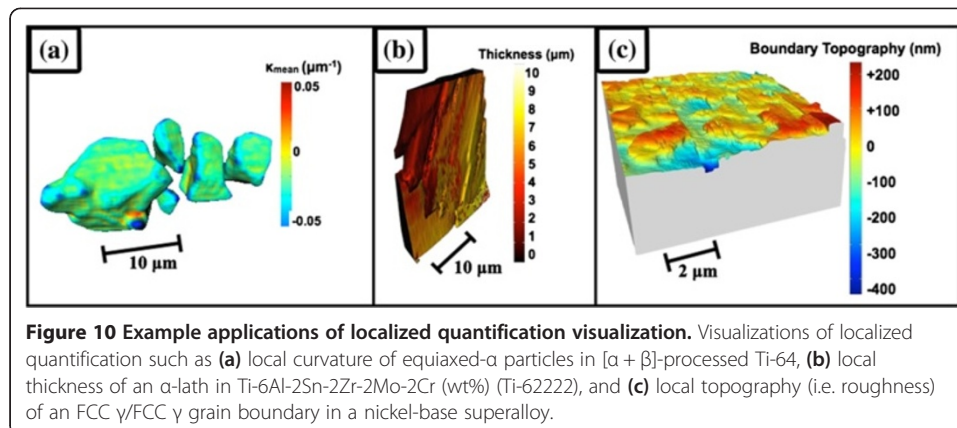 (a)
κmean (μm-1)
0.05
0
-0.05
10 μm
(b)
Thickness (μm)
10
9
8
7
6
5
4
3
2
1
0
10 μm
(c)
Boundary Topography (nm)
+200
+100
0
-100
-200
-300
-400
2 μm
Figure 10 Example applications of localized quantification visualization. Visualizations of localized
quantification such as (a) local curvature of equiaxed-α particles in [α + β]-processed Ti-64, (b) local
thickness of an α-lath in Ti-6Al-2Sn-2Zr-2Mo-2Cr (wt%) (Ti-62222), and (c) local topography (i.e. roughness)
of an FCC γ/FCC γ grain boundary in a nickel-base superalloy.